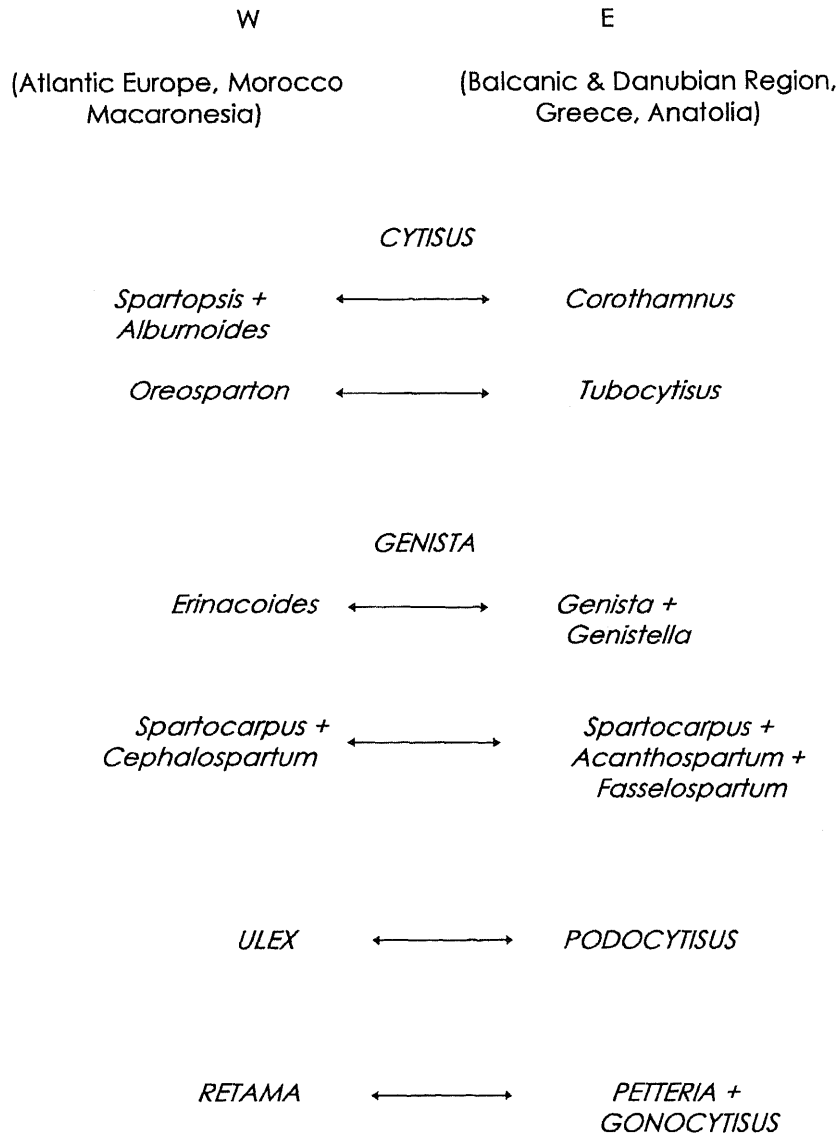 W E
(Atlantic Europe, Morocco (Balcanic & Danubian Region,
Macaronesia) Greece, Anatolia)
CYTISUS
Spartopsis + Corothamnus
Alburnoides
Oreosparton Tubocytisus
GENISTA
Erinacoides Genista +
Genistella
Spartocarpus + Spartocarpus +
Cephalospartum Acanthospartum +
Fasselospartum
ULEX PODOCYTISUS
RETAMA PETTERIA +
GONOCYTISUS